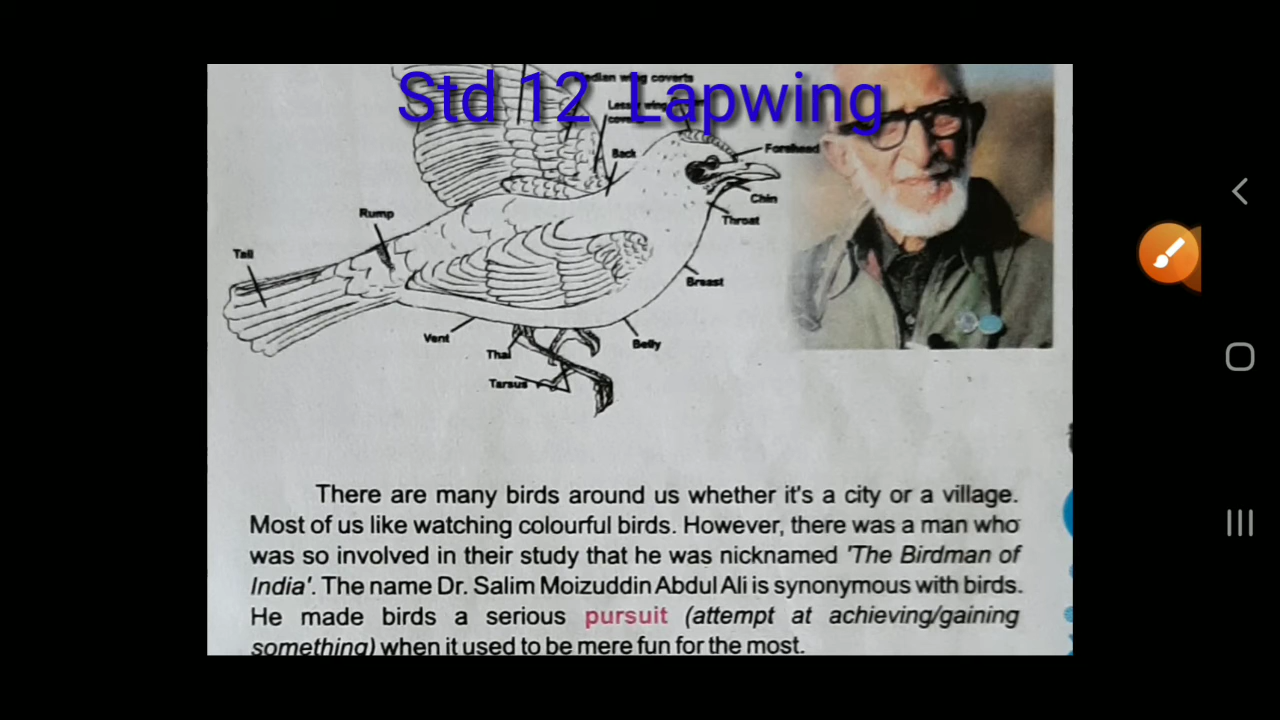 Std 12 Lapwing
wing coverts
Back
Forehead
Chin
Throat
Rump
Tail
Breast
Vent
Belly
Thai
Tarsus
There are many birds around us whether it's a city or a village.
Most of us like watching colourful birds. However, there was a man who
was so involved in their study that he was nicknamed 'The Birdman of
India'. The name Dr. Salim Moizuddin Abdul Ali is synonymous with birds.
He made birds a serious pursuit (attempt at achieving/gaining
something) when it used to be mere fun for the most.